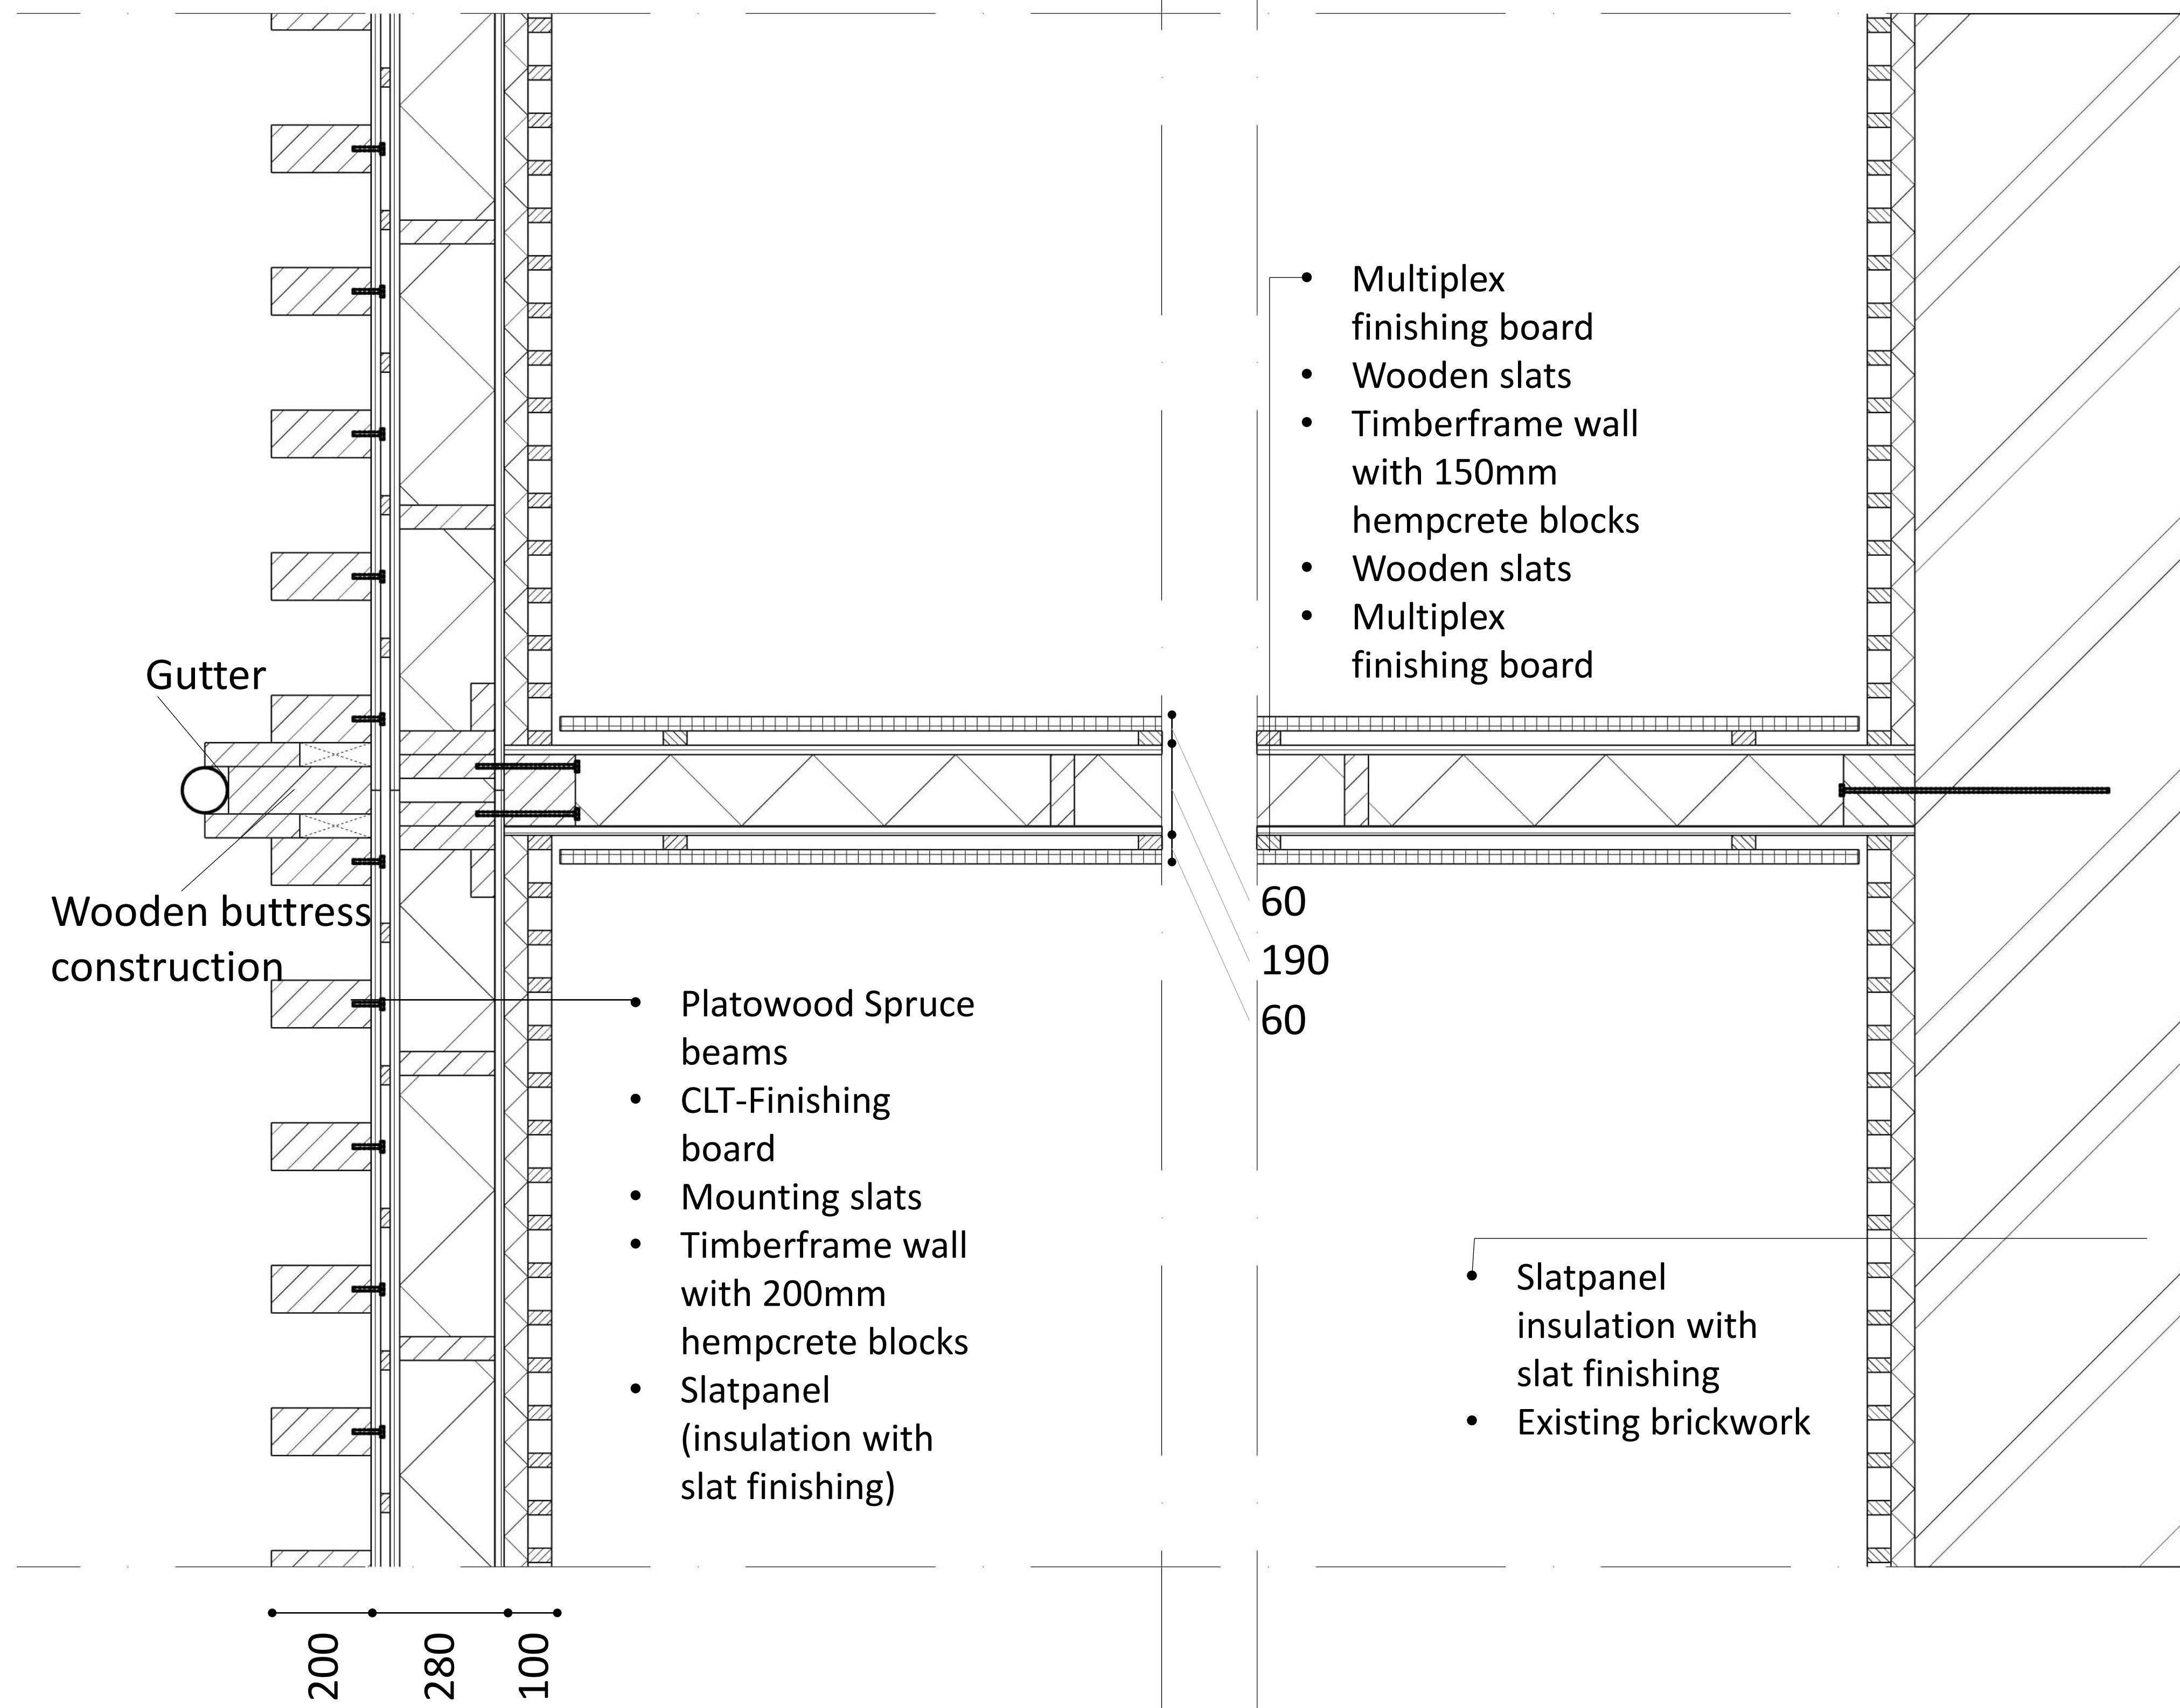 • Multiplex
finishing board
• Wooden slats
• Timberframe wall
with 150mm
hempcrete blocks
• Wooden slats
• Multiplex
finishing board
Gutter
Wooden buttress
construction
60
190
60
• Platowood Spruce
beams
• CLT-Finishing
board
• Mounting slats
• Timberframe wall
with 200mm
hempcrete blocks
• Slatpanel
(insulation with
slat finishing)
• Slatpanel
insulation with
slat finishing
• Existing brickwork
200
280
100